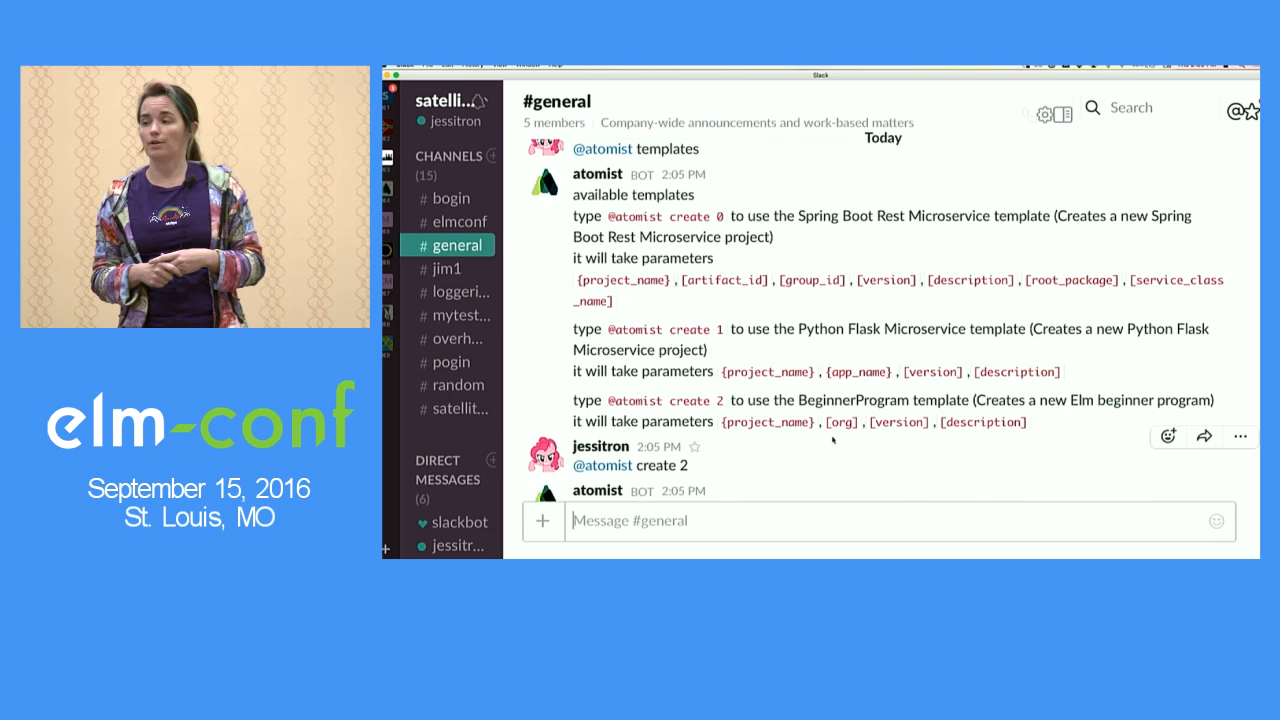 Slack
satelli...
jessitron
CHANNELS
(15)
# bogin
# elmconf
# general
# jim1
# loggeri...
# mytest...
# overh...
# pogin
# random
# satellit...
DIRECT
MESSAGES
(6)
slackbot
jessitr...
#general
5 members Company-wide announcements and work-based matters
Search
Today
@atomist templates
atomist BOT 2:05 PM
available templates
type @atomist create 0 to use the Spring Boot Rest Microservice template (Creates a new Spring
Boot Rest Microservice project)
it will take parameters
{project_name} , [artifact_id] , [group_id] , [version] , [description] , [root_package] , [service_class
_name]
type @atomist create 1 to use the Python Flask Microservice template (Creates a new Python Flask
Microservice project)
it will take parameters {project_name} , {app_name} , [version] , [description]
type @atomist create 2 to use the BeginnerProgram template (Creates a new Elm beginner program)
it will take parameters {project_name} , [org] , [version] , [description]
jessitron 2:05 PM
@atomist create 2
atomist BOT 2:05 PM
Message #general
elm-conf
September 15, 2016
St. Louis, MO